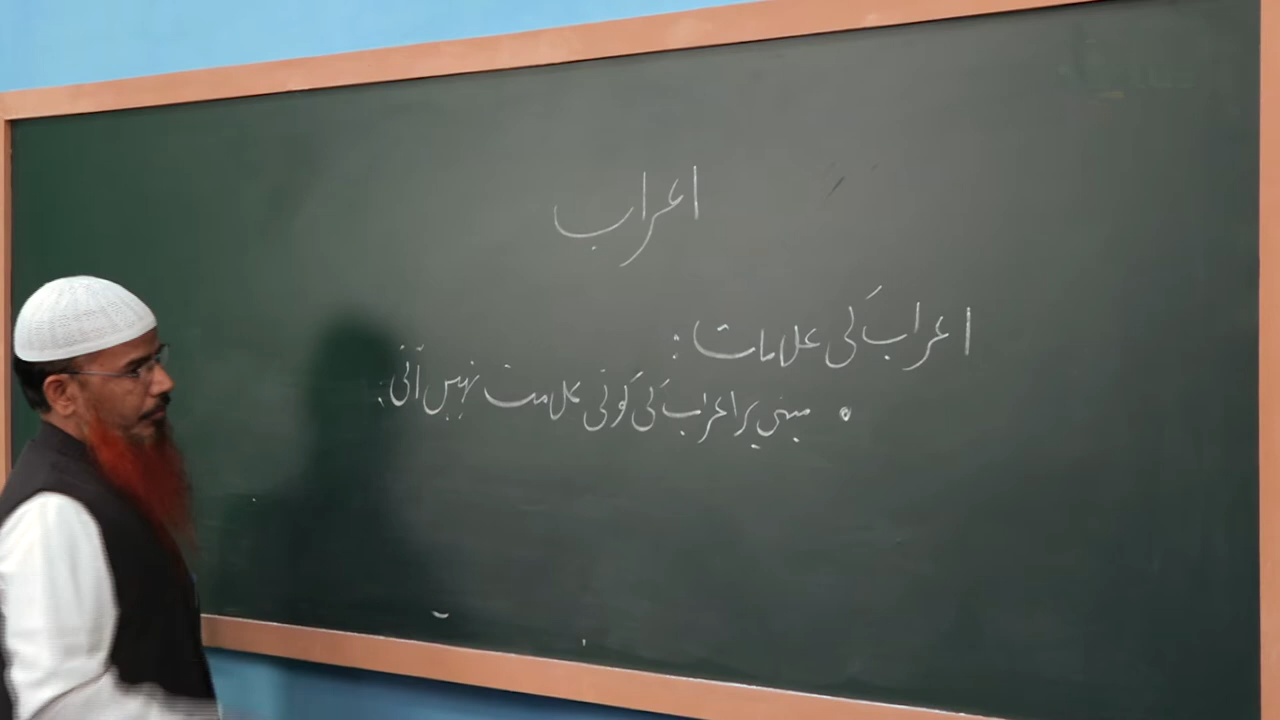 اعراب
اعراب کی علامات :
• مبنی پر اعراب کی کوئی علامت نہیں آتی :